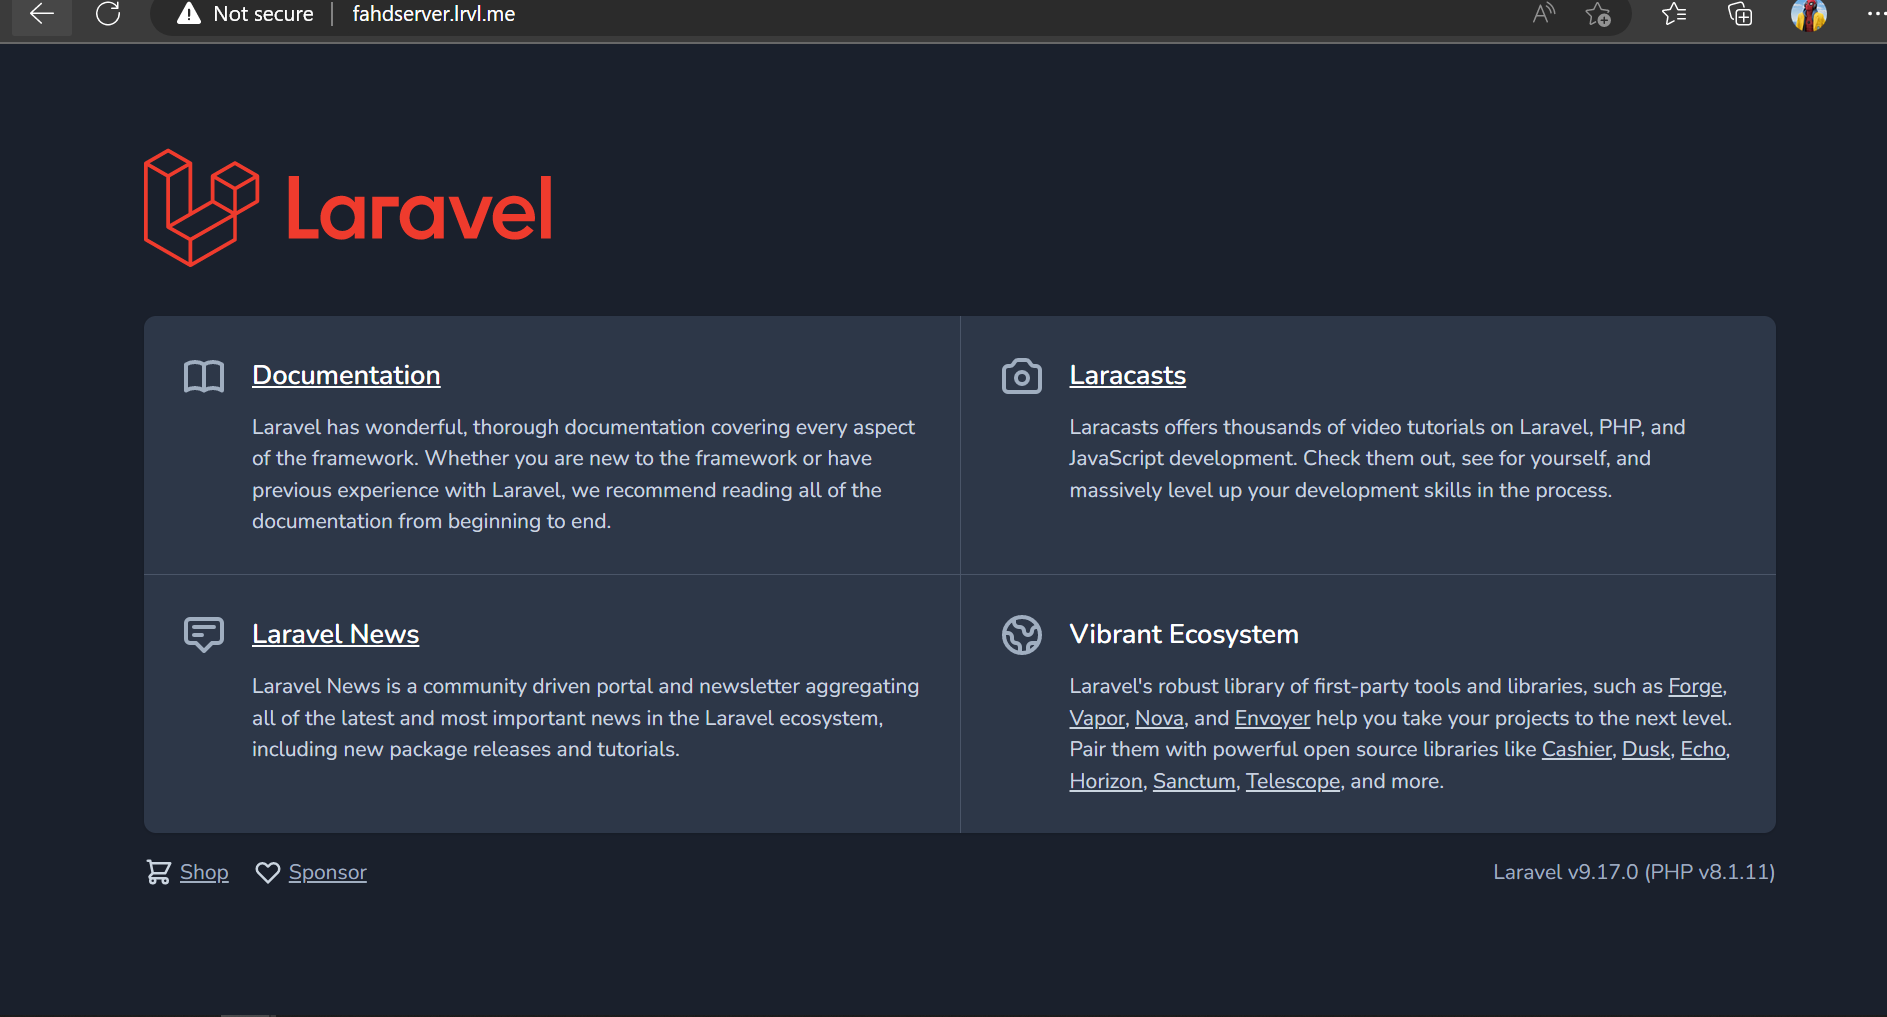 Not secure | fahdserver.lrvl.me
Laravel
Documentation
Laravel has wonderful, thorough documentation covering every aspect
of the framework. Whether you are new to the framework or have
previous experience with Laravel, we recommend reading all of the
documentation from beginning to end.
Laracasts
Laracasts offers thousands of video tutorials on Laravel, PHP, and
JavaScript development. Check them out, see for yourself, and
massively level up your development skills in the process.
Laravel News
Laravel News is a community driven portal and newsletter aggregating
all of the latest and most important news in the Laravel ecosystem,
including new package releases and tutorials.
Vibrant Ecosystem
Laravel's robust library of first-party tools and libraries, such as Forge,
Vapor, Nova, and Envoyer help you take your projects to the next level.
Pair them with powerful open source libraries like Cashier, Dusk, Echo,
Horizon, Sanctum, Telescope, and more.
Shop Sponsor
Laravel v9.17.0 (PHP v8.1.11)